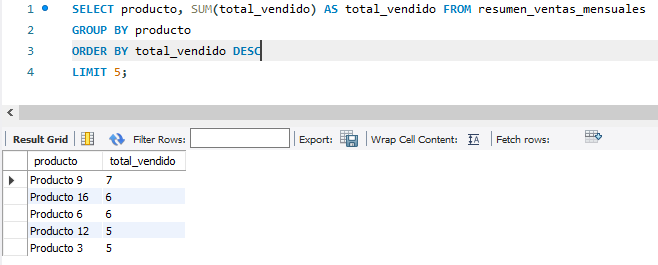 1 SELECT producto, SUM(total_vendido) AS total_vendido FROM resumen_ventas_mensuales
2 GROUP BY producto
3 ORDER BY total_vendido DESC
4 LIMIT 5;
Result Grid Filter Rows: Export: Wrap Cell Content: IA Fetch rows:
producto total_vendido
Producto 9 7
Producto 16 6
Producto 6 6
Producto 12 5
Producto 3 5